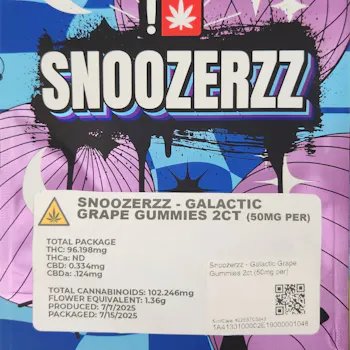 !
SNOOZERZZ
SNOOZERZZ - GALACTIC
GRAPE GUMMIES 2CT (50MG PER)
TOTAL PACKAGE
THC: 96.198mg
THCa: ND
CBD: 0.334mg
CBDa: .124mg
TOTAL CANNABINOIDS: 102.246mg
FLOWER EQUIVALENT: 1.36g
PRODUCED: 7/7/2025
PACKAGED: 7/15/2025
Snoozerzz - Galactic Grape
Gummies 2ct (50mg per)